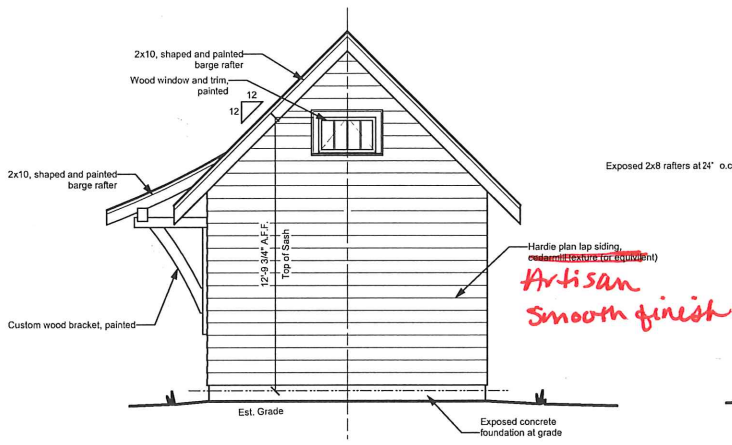 2x10, shaped and painted
barge rafter
Wood window and trim,
painted
12
12
2x10, shaped and painted
barge rafter
Exposed 2x8 rafters at 24" o.c
12'-9 3/4" A.F.F.
Top of Sash
Hardie plan lap siding,
cedarmill texture (or equivilent)
Artisan
Smooth finish
Custom wood bracket, painted
Est. Grade
Exposed concrete
foundation at grade